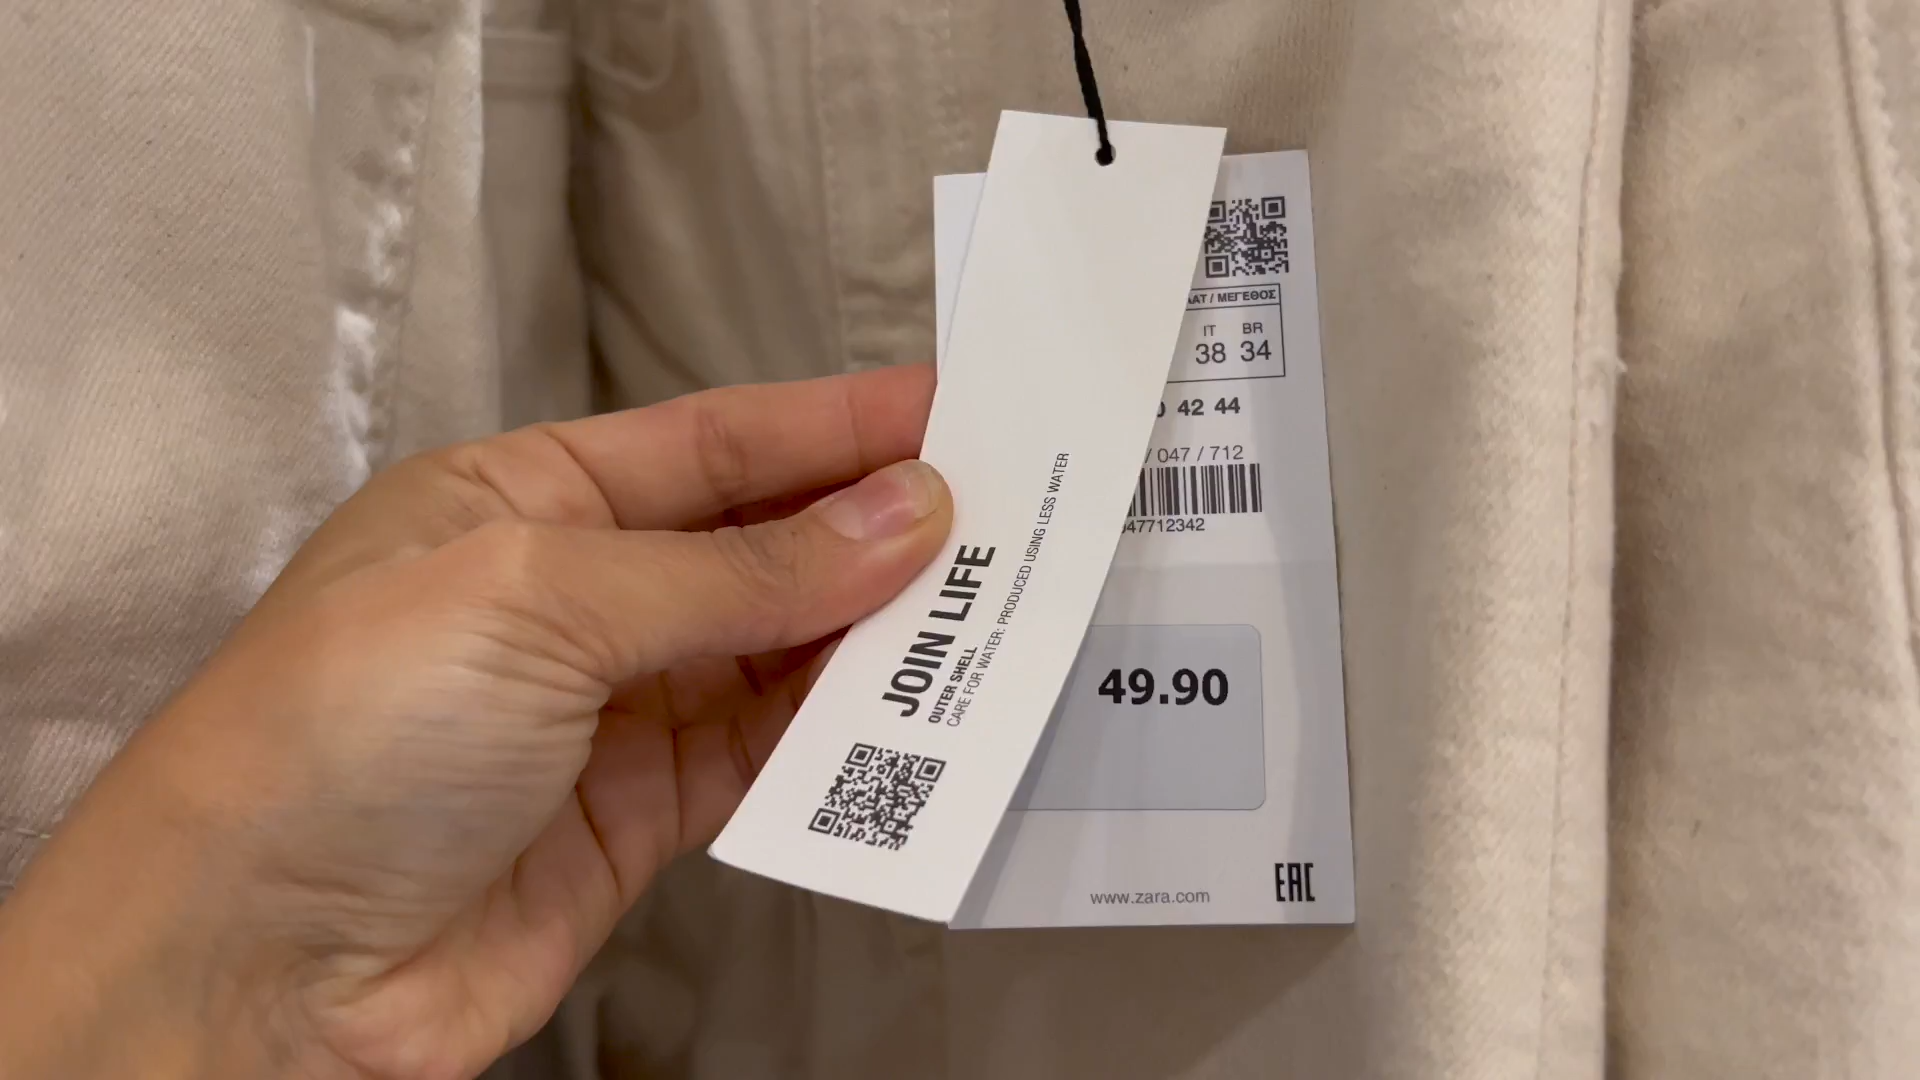 JOIN LIFE
OUTER SHELL
CARE FOR WATER: PRODUCED USING LESS WATER
/ ΜΕΓΕΘΟΣ
IT BR
38 34
42 44
/ 047 / 712
47712342
49.90
www.zara.com
EAC